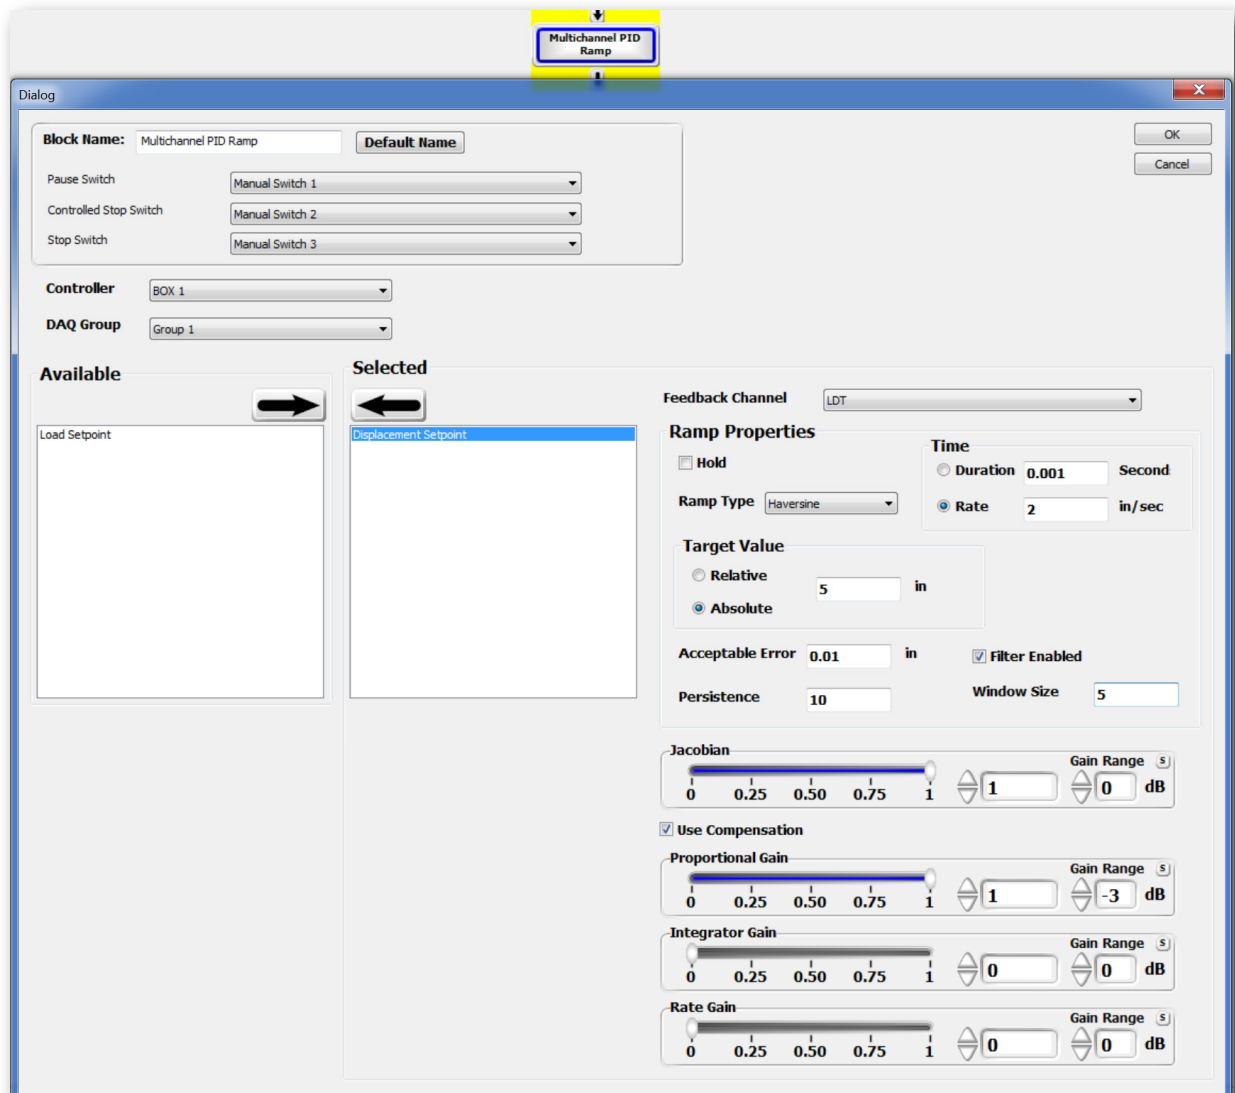 Multichannel PID
Ramp
Dialog
Block Name: Multichannel PID Ramp Default Name
OK
Cancel
Pause Switch Manual Switch 1
Controlled Stop Switch Manual Switch 2
Stop Switch Manual Switch 3
Controller BOX 1
DAQ Group Group 1
Available
Load Setpoint
Selected
Displacement Setpoint
Feedback Channel LDT
Ramp Properties
Hold
Ramp Type Haversine
Time
Duration 0.001 Second
Rate 2 in/sec
Target Value
Relative
5 in
Absolute
Acceptable Error 0.01 in
Filter Enabled
Persistence 10
Window Size 5
Jacobian
Gain Range S
0 0.25 0.50 0.75 1 1 0 dB
Use Compensation
Proportional Gain
Gain Range S
0 0.25 0.50 0.75 1 1 -3 dB
Integrator Gain
Gain Range S
0 0.25 0.50 0.75 1 0 0 dB
Rate Gain
Gain Range S
0 0.25 0.50 0.75 1 0 0 dB